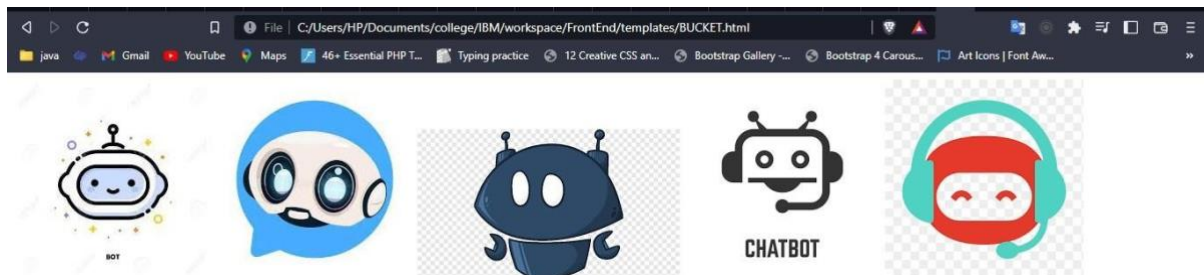 File | C:/Users/HP/Documents/college/IBM/workspace/FrontEnd/templates/BUCKET.html
java Gmail YouTube Maps 46+ Essential PHP T... Typing practice 12 Creative CSS an... Bootstrap Gallery -... Bootstrap 4 Carous... Art Icons | Font Aw... »
BOT
CHATBOT